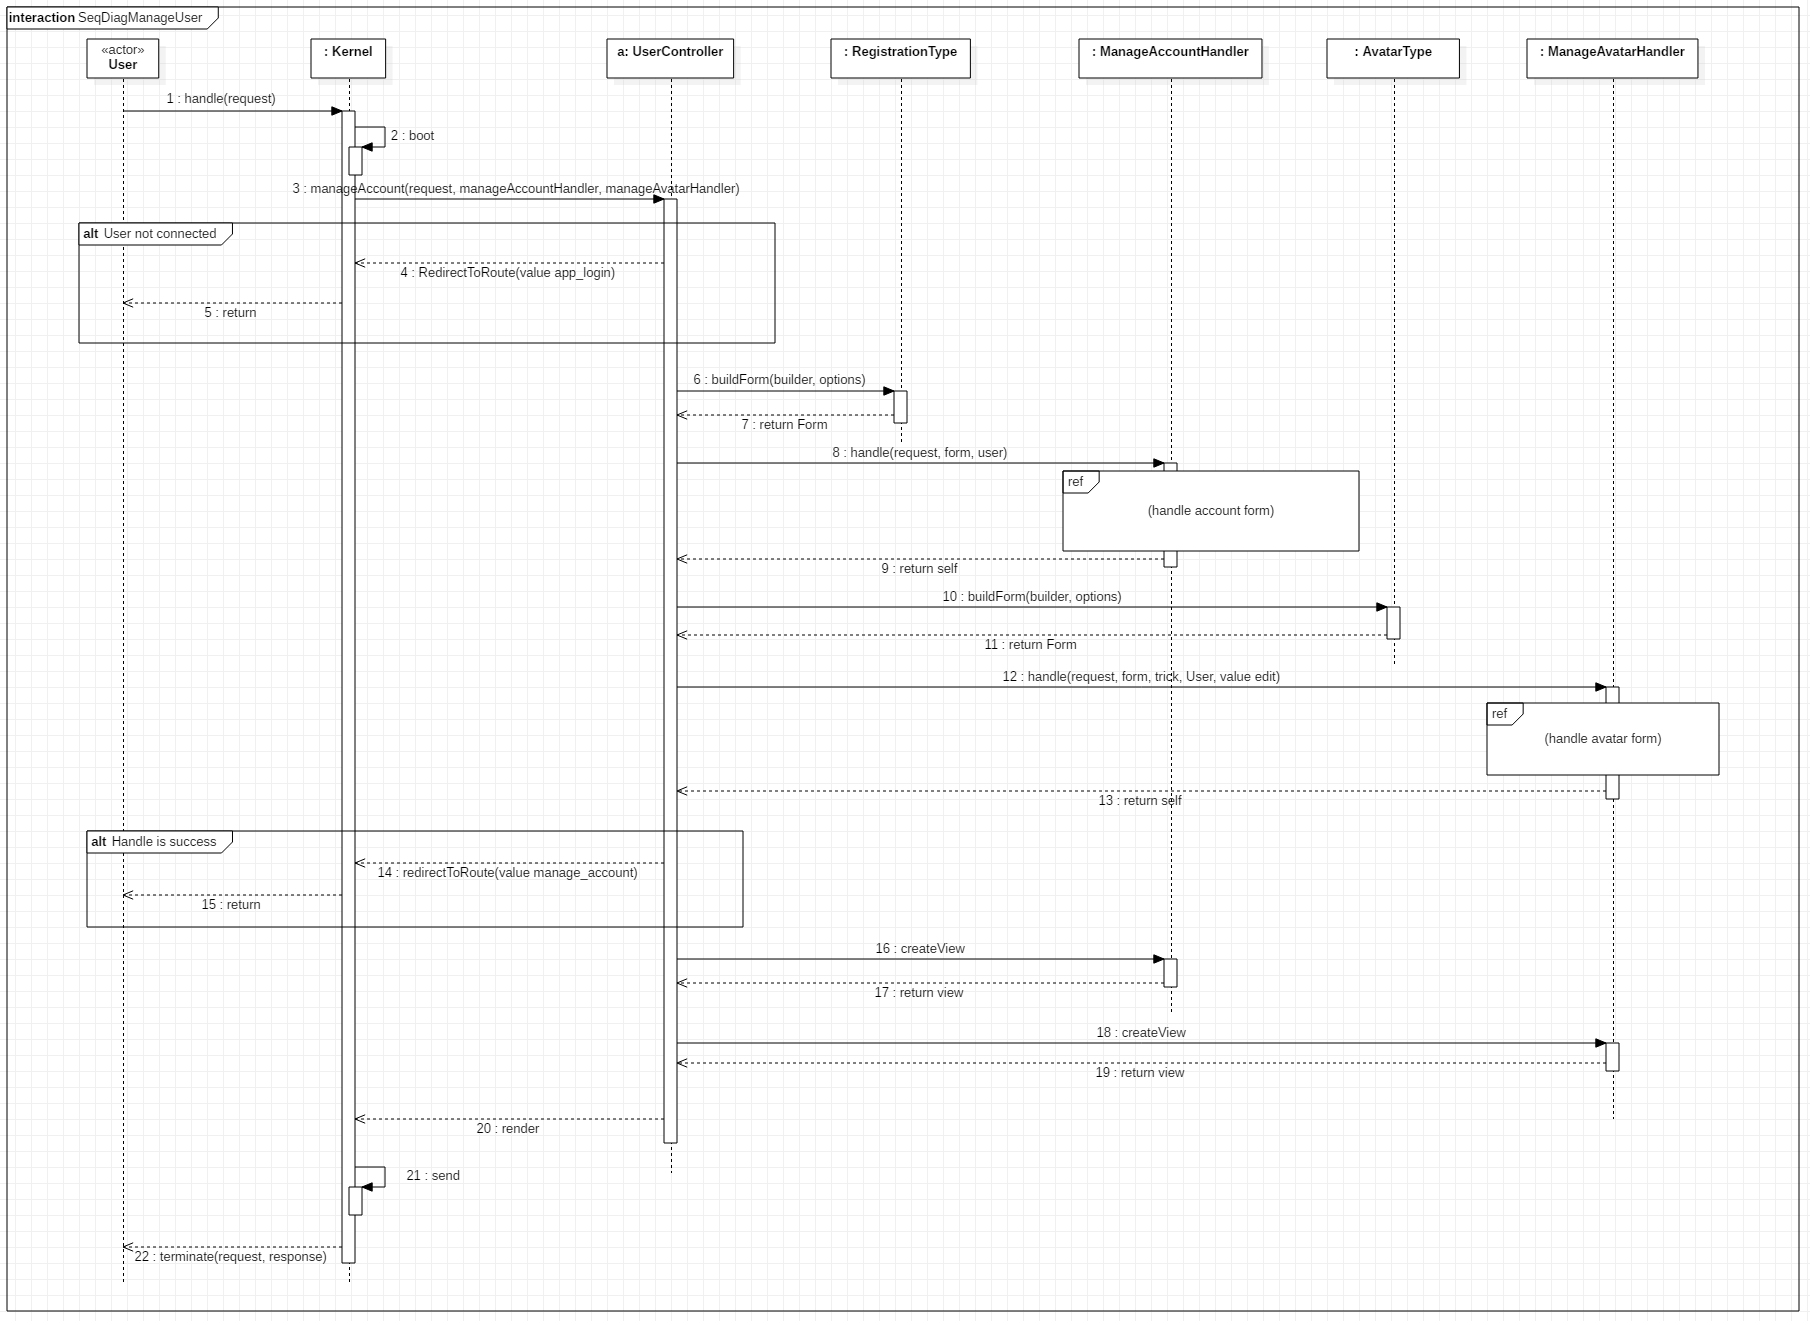 interaction SeqDiagManageUser
«actor»
User
: Kernel
a: UserController
: RegistrationType
: ManageAccountHandler
: AvatarType
: ManageAvatarHandler
1 : handle(request)
2 : boot
3 : manageAccount(request, manageAccountHandler, manageAvatarHandler)
alt User not connected
4 : RedirectToRoute(value app_login)
5 : return
6 : buildForm(builder, options)
7 : return Form
8 : handle(request, form, user)
ref
(handle account form)
9 : return self
10 : buildForm(builder, options)
11 : return Form
12 : handle(request, form, trick, User, value edit)
ref
(handle avatar form)
13 : return self
alt Handle is success
14 : redirectToRoute(value manage_account)
15 : return
16 : createView
17 : return view
18 : createView
19 : return view
20 : render
21 : send
22 : terminate(request, response)